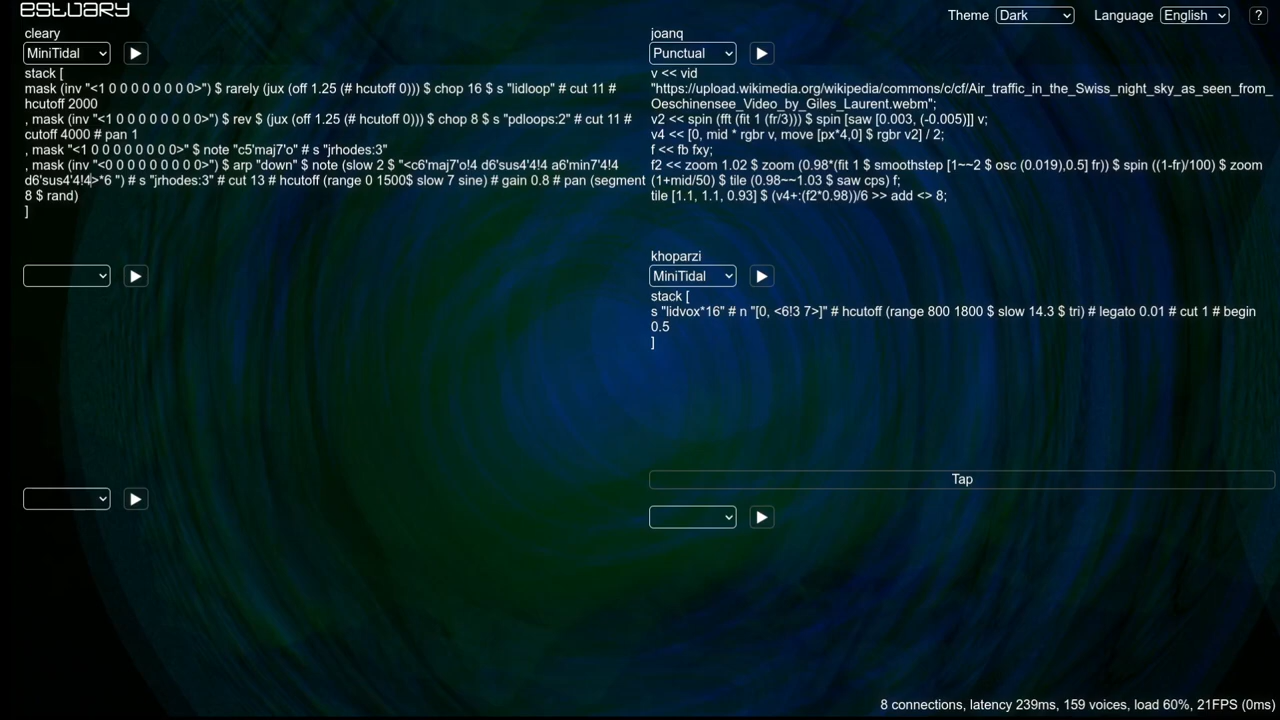 estuary
Theme Dark Language English ?
cleary
MiniTidal
stack [
mask (inv "<1 0 0 0 0 0 0 0 0>") $ rarely (jux (off 1.25 (# hcutoff 0))) $ chop 16 $ s "lidloop" # cut 11 #
hcutoff 2000
, mask (inv "<1 0 0 0 0 0 0 0 0>") $ rev $ (jux (off 1.25 (# hcutoff 0))) $ chop 8 $ s "pdloops:2" # cut 11 #
cutoff 4000 # pan 1
, mask "<1 0 0 0 0 0 0 0 0>" $ note "c5'maj7'o" # s "jrhodes:3"
, mask (inv "<0 0 0 0 0 0 0 0 0>") $ arp "down" $ note (slow 2 $ "<c6'maj7'o!4 d6'sus4'4!4 a6'min7'4!4
d6'sus4'4!4>*6 ") # s "jrhodes:3" # cut 13 # hcutoff (range 0 1500$ slow 7 sine) # gain 0.8 # pan (segment
8 $ rand)
]
joanq
Punctual
v << vid
"https://upload.wikimedia.org/wikipedia/commons/c/cf/Air_traffic_in_the_Swiss_night_sky_as_seen_from_
Oeschinensee_Video_by_Giles_Laurent.webm";
v2 << spin (fft (fit 1 (fr/3))) $ spin [saw [0.003, (-0.005)]] v;
v4 << [0, mid * rgbr v, move [px*4,0] $ rgbr v2] / 2;
f << fb fxy;
f2 << zoom 1.02 $ zoom (0.98*(fit 1 $ smoothstep [1~~2 $ osc (0.019),0.5] fr)) $ spin ((1-fr)/100) $ zoom
(1+mid/50) $ tile (0.98~~1.03 $ saw cps) f;
tile [1.1, 1.1, 0.93] $ (v4+:(f2*0.98))/6 >> add <> 8;
khoparzi
MiniTidal
stack [
s "lidvox*16" # n "[0, <6!3 7>]" # hcutoff (range 800 1800 $ slow 14.3 $ tri) # legato 0.01 # cut 1 # begin
0.5
]
Tap
8 connections, latency 239ms, 159 voices, load 60%, 21FPS (0ms)